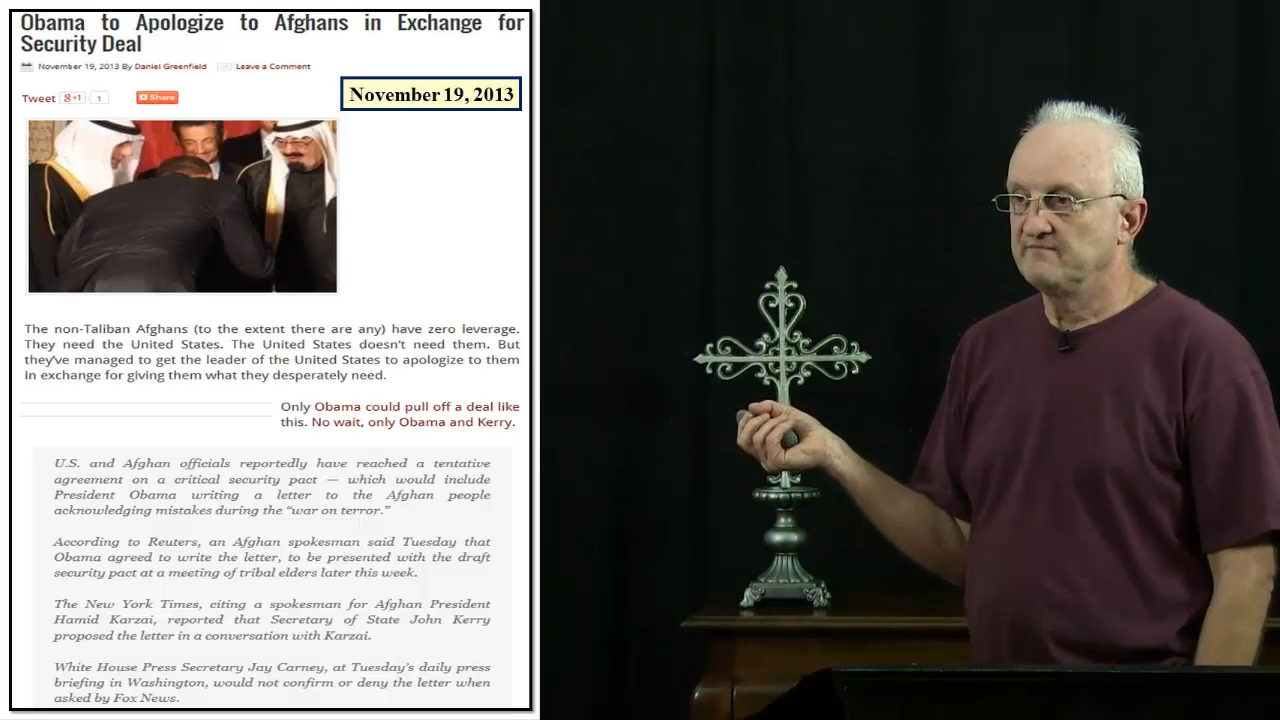 Obama to Apologize to Afghans in Exchange for
Security Deal
November 19, 2013 By Daniel Greenfield Leave a Comment
Tweet g+1 1 Share
November 19, 2013
The non-Taliban Afghans (to the extent there are any) have zero leverage.
They need the United States. The United States doesn't need them. But
they've managed to get the leader of the United States to apologize to them
in exchange for giving them what they desperately need.
Only Obama could pull off a deal like
this. No wait, only Obama and Kerry.
U.S. and Afghan officials reportedly have reached a tentative
agreement on a critical security pact — which would include
President Obama writing a letter to the Afghan people
acknowledging mistakes during the “war on terror.”
According to Reuters, an Afghan spokesman said Tuesday that
Obama agreed to write the letter, to be presented with the draft
security pact at a meeting of tribal elders later this week.
The New York Times, citing a spokesman for Afghan President
Hamid Karzai, reported that Secretary of State John Kerry
proposed the letter in a conversation with Karzai.
White House Press Secretary Jay Carney, at Tuesday's daily press
briefing in Washington, would not confirm or deny the letter when
asked by Fox News.